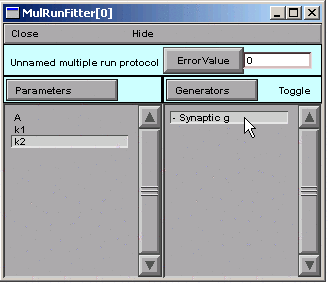 MulRunFitter[0]
Close Hide
Unnamed multiple run protocol ErrorValue 0
Parameters Generators Toggle
A
k1
k2
- Synaptic g